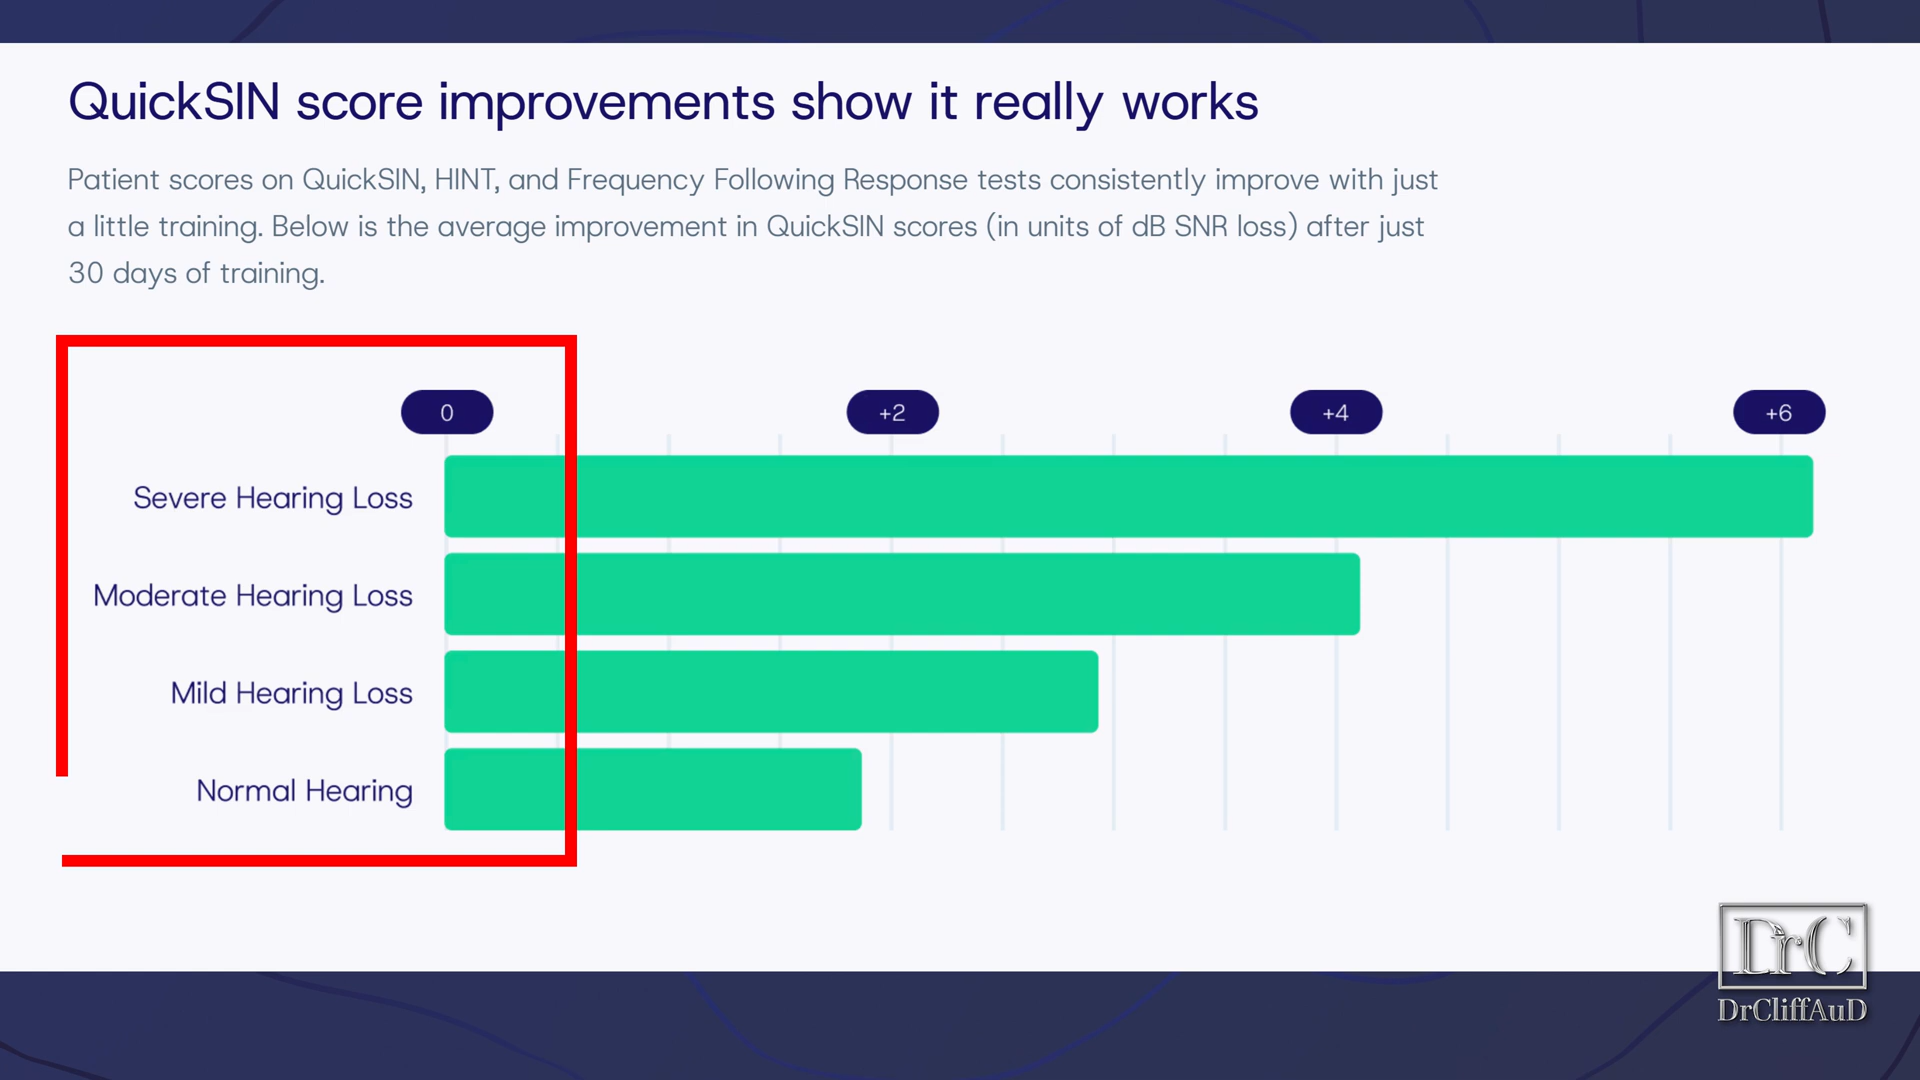 QuickSIN score improvements show it really works
Patient scores on QuickSIN, HINT, and Frequency Following Response tests consistently improve with just
a little training. Below is the average improvement in QuickSIN scores (in units of dB SNR loss) after just
30 days of training.
0 +2 +4 +6
Severe Hearing Loss
Moderate Hearing Loss
Mild Hearing Loss
Normal Hearing
DrC
DrCliffAuD